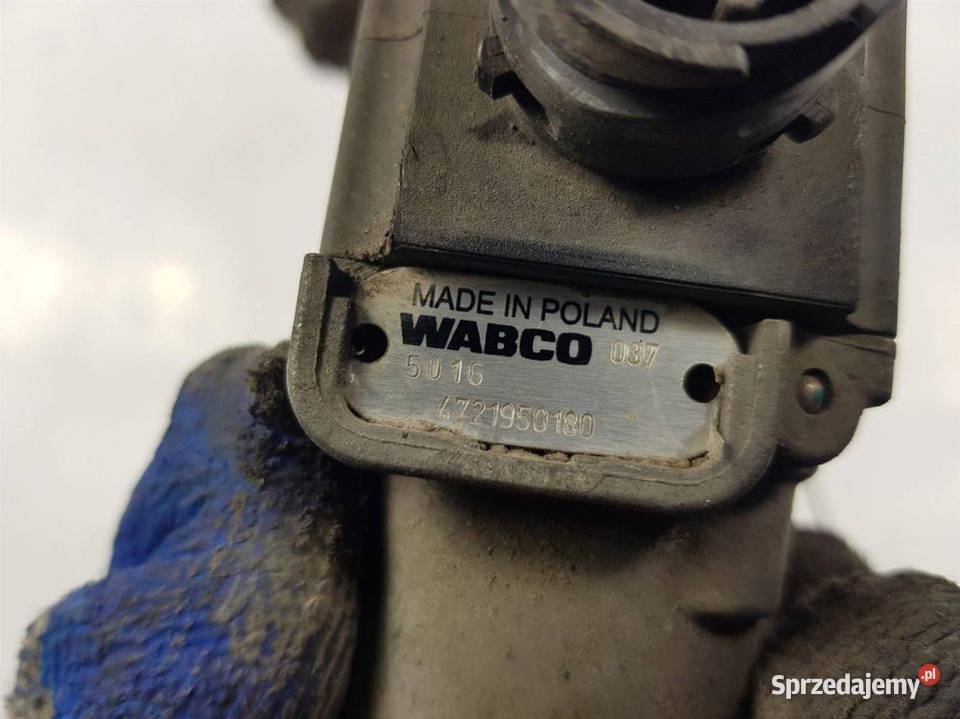 MADE IN POLAND
WABCO 037
5016
4721950180
Sprzedajemy.pl